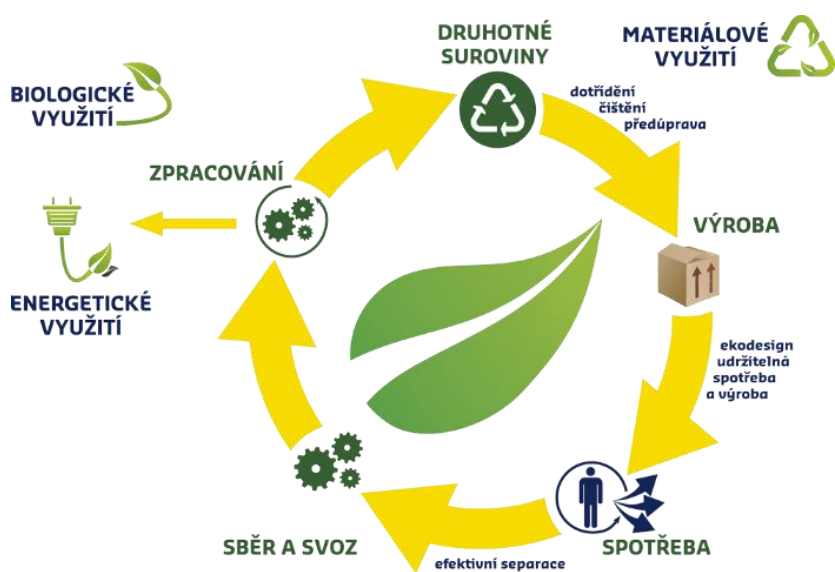 DRUHOTNÉ
SUROVINY
MATERIÁLOVÉ
VYUŽITÍ
dotřídění
čištění
předúprava
BIOLOGICKÉ
VYUŽITÍ
ZPRACOVÁNÍ
VÝROBA
ENERGETICKÉ
VYUŽITÍ
ekodesign
udržitelná
spotřeba
a výroba
SBĚR A SVOZ
efektivní separace
SPOTŘEBA